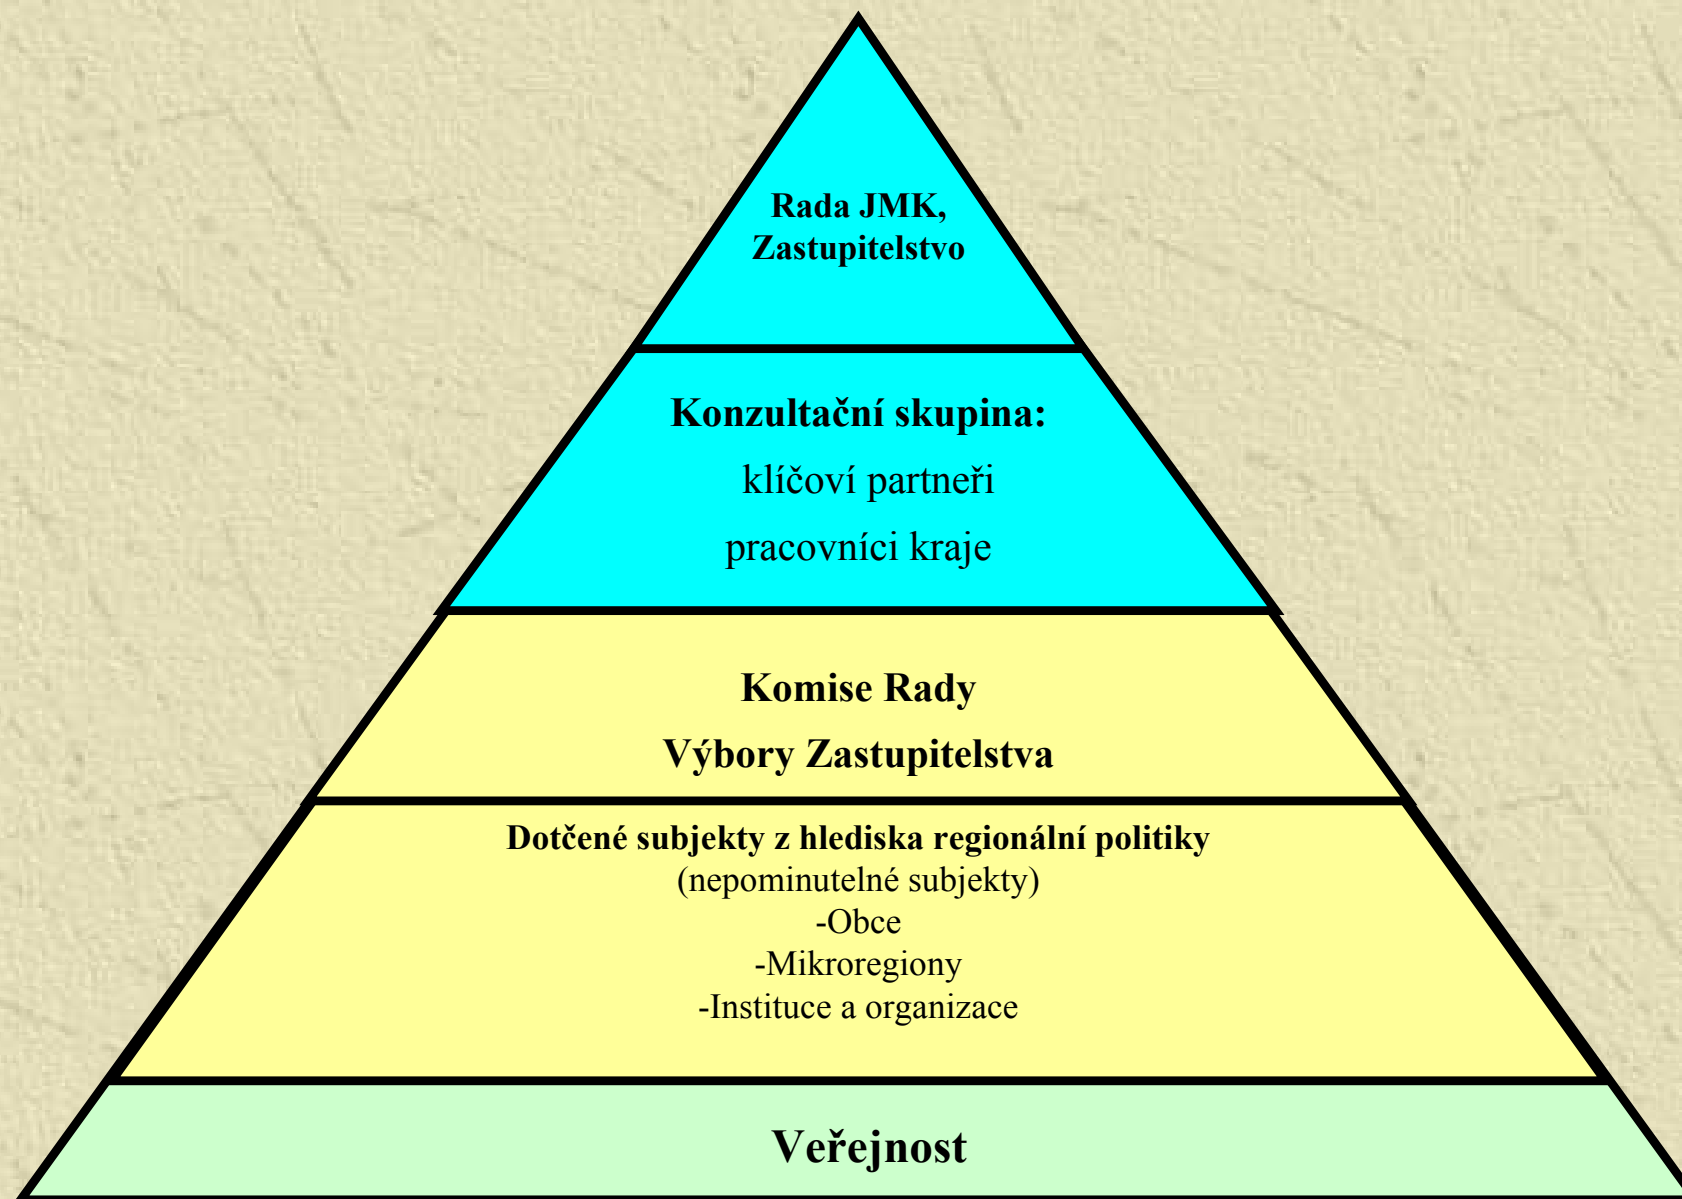 Rada JMK,
Zastupitelstvo
Konzultační skupina:
klíčoví partneři
pracovníci kraje
Komise Rady
Výbory Zastupitelstva
Dotčené subjekty z hlediska regionální politiky
(nepominutelné subjekty)
-Obce
-Mikroregiony
-Instituce a organizace
Veřejnost